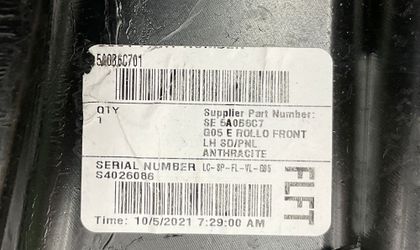 5A0B6C701
QTY
1
Supplier Part Number:
SE 5A0B6C7
G05 E ROLLO FRONT
LH SD/PNL
ANTHRACITE
SERIAL NUMBER
S4026086
LC-8P-FL-VL-G05
FLFT
Time: 10/5/2021 7:29:00 AM